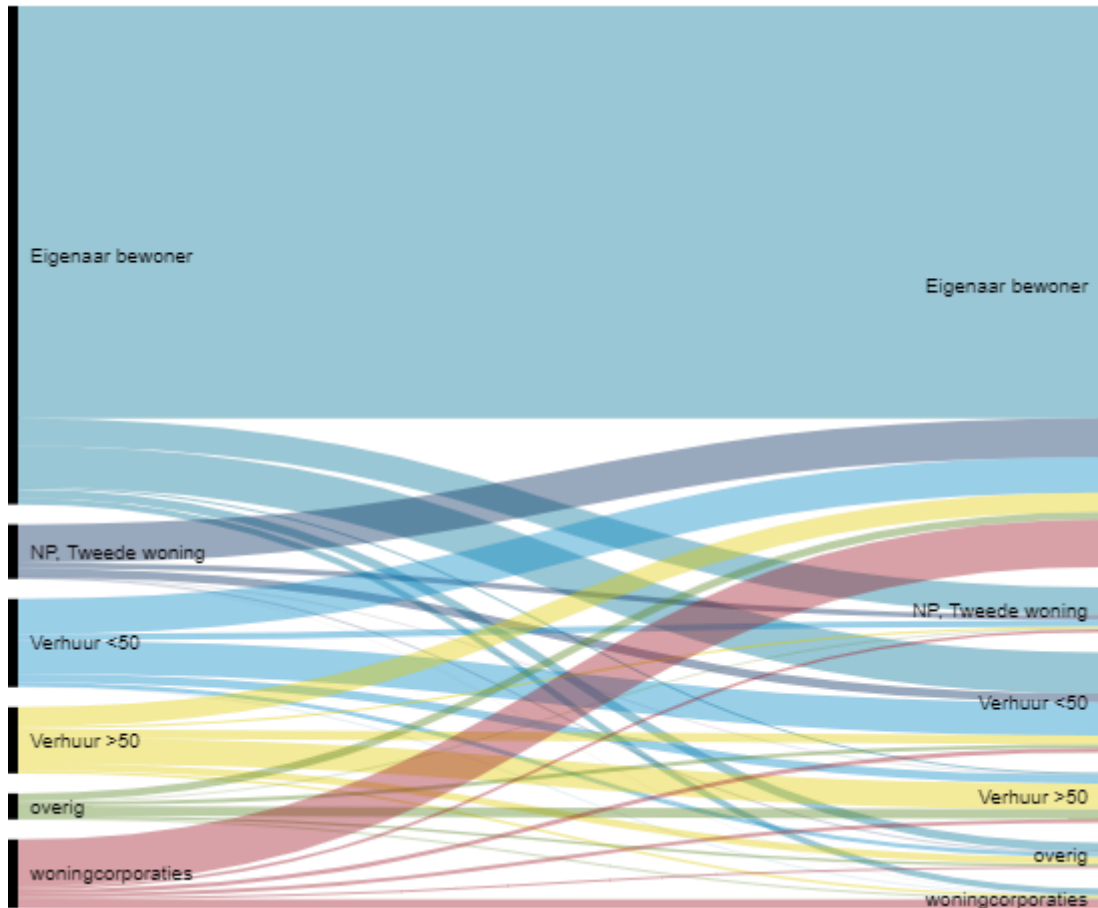 Eigenaar bewoner
Eigenaar bewoner
NP, Tweede woning
NP, Tweede woning
Verhuur <50
Verhuur <50
Verhuur >50
Verhuur >50
overig
overig
woningcorporaties
woningcorporaties